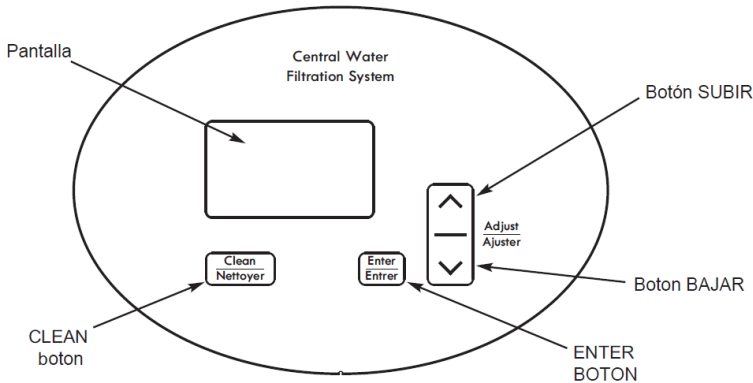 Central Water
Filtration System
Pantalla
Botón SUBIR
Adjust
Ajuster
Clean
Nettoyer
Enter
Entrer
Boton BAJAR
CLEAN
boton
ENTER
BOTON